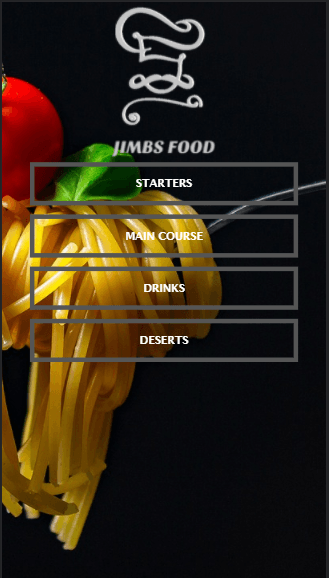 JIMBS FOOD
STARTERS
MAIN COURSE
DRINKS
DESERTS